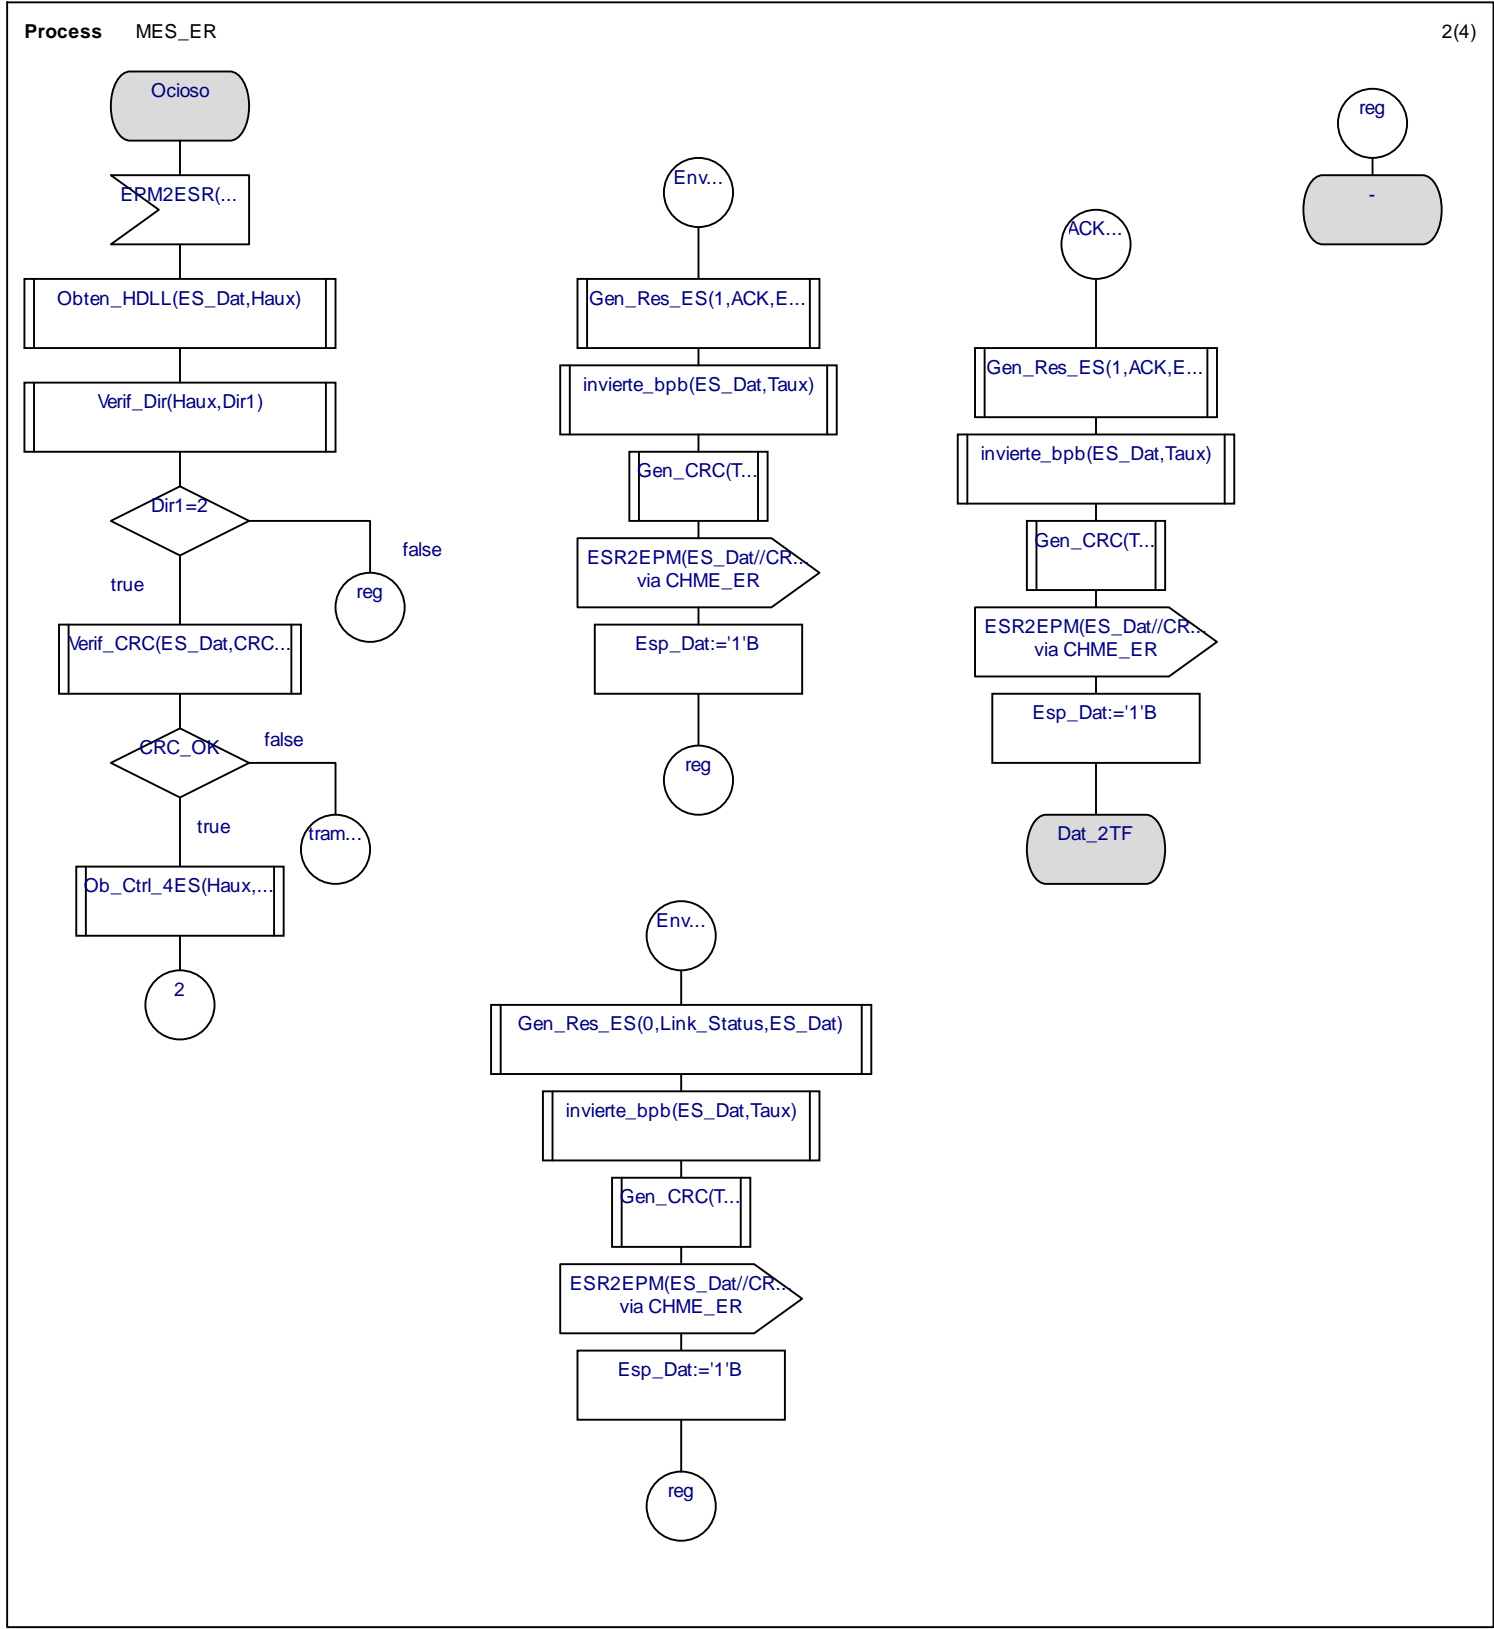 Process MES_ER
2(4)
Ocioso
EPM2ESR(...
Obten_HDLL(ES_Dat,Haux)
Verif_Dir(Haux,Dir1)
Dir1=2
false
true
reg
Verif_CRC(ES_Dat,CRC...
CRC_OK
false
true
tram...
Ob_Ctrl_4ES(Haux,...
2
Env...
Gen_Res_ES(1,ACK,E...
invierte_bpb(ES_Dat,Taux)
Gen_CRC(T...
ESR2EPM(ES_Dat//CR...
via CHME_ER
Esp_Dat:='1'B
reg
Env...
Gen_Res_ES(0,Link_Status,ES_Dat)
invierte_bpb(ES_Dat,Taux)
Gen_CRC(T...
ESR2EPM(ES_Dat//CR...
via CHME_ER
Esp_Dat:='1'B
reg
ACK...
Gen_Res_ES(1,ACK,E...
invierte_bpb(ES_Dat,Taux)
Gen_CRC(T...
ESR2EPM(ES_Dat//CR...
via CHME_ER
Esp_Dat:='1'B
Dat_2TF
reg
-